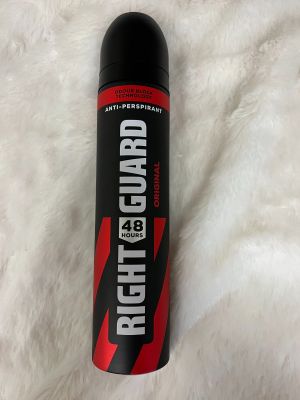 ODOUR BLOCK
TECHNOLOGY
ANTI-PERSPIRANT
RIGHT GUARD
48
HOURS
ORIGINAL